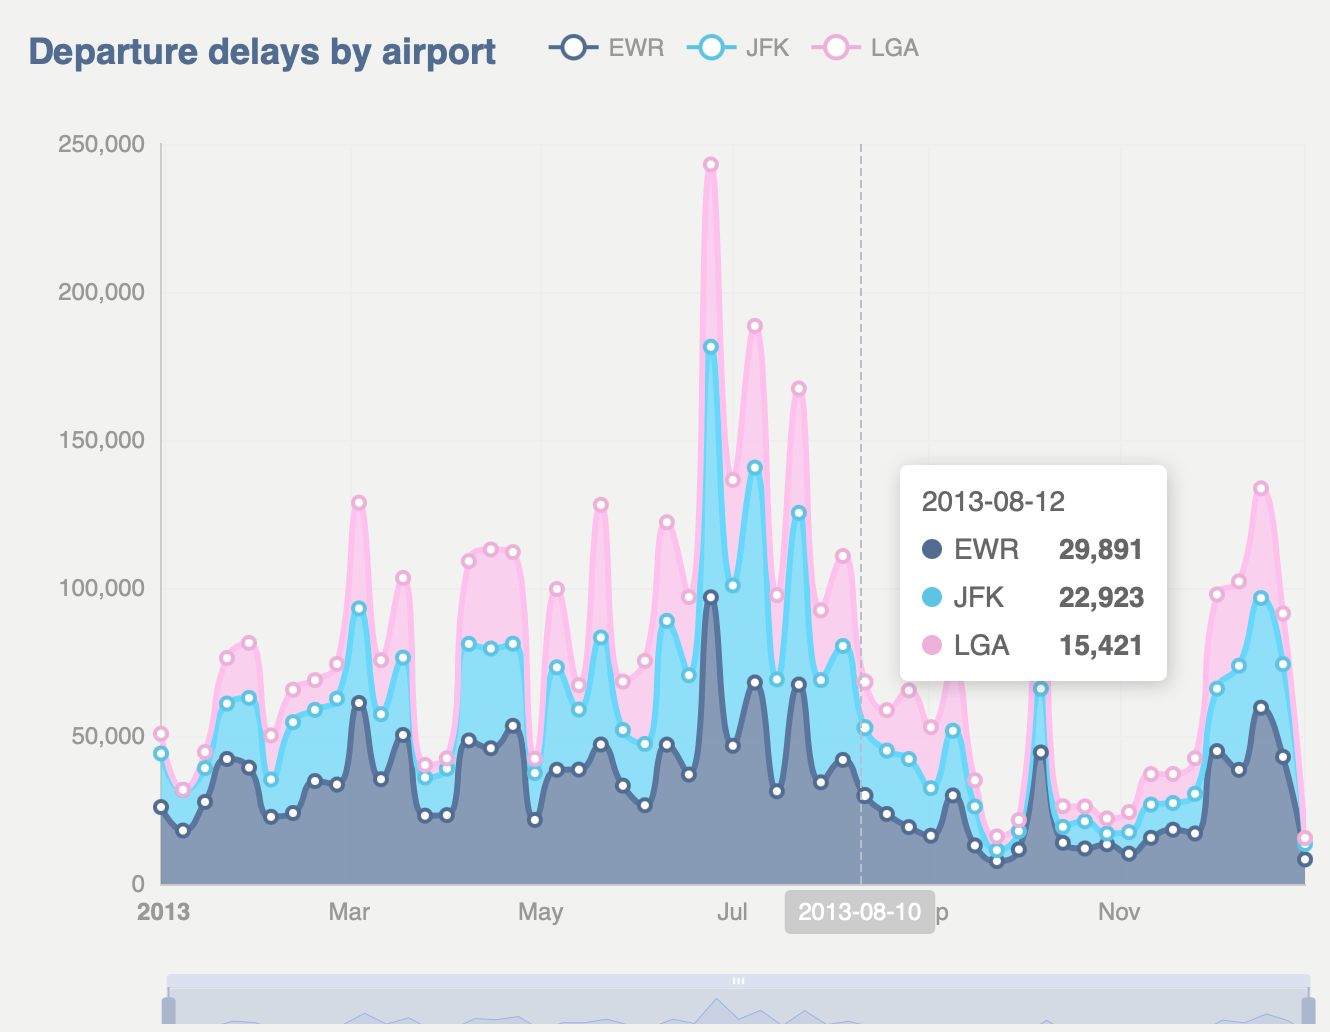 Departure delays by airport
EWR JFK LGA
250,000
200,000
150,000
100,000
50,000
0
2013-08-12
EWR 29,891
JFK 22,923
LGA 15,421
2013 Mar May Jul 2013-08-10 p Nov